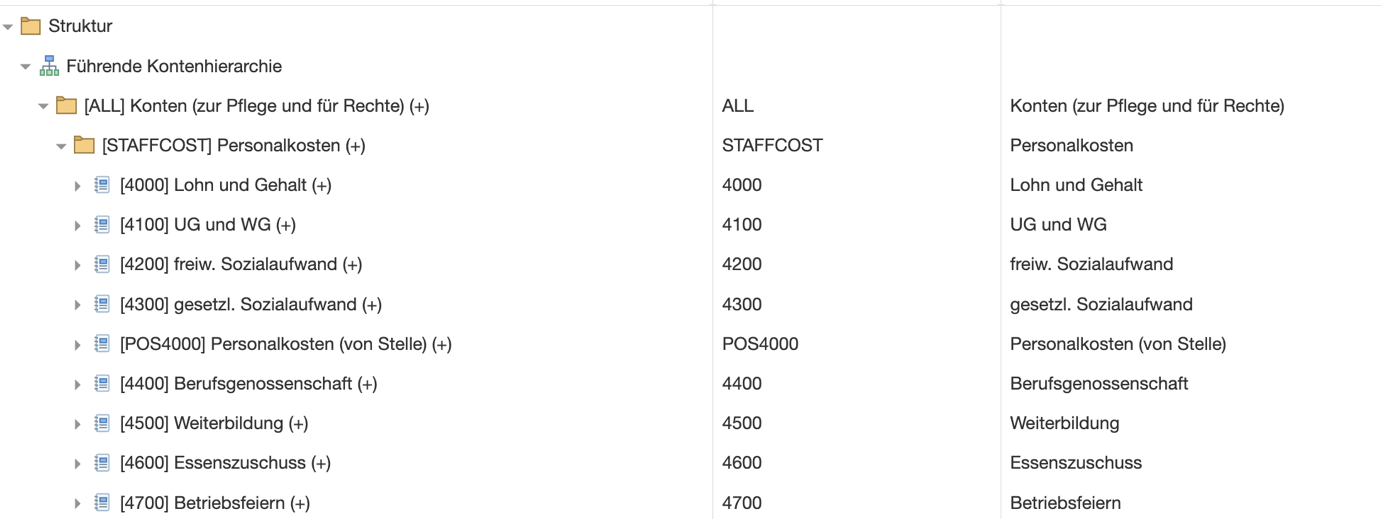 Struktur
Führende Kontenhierarchie
[ALL] Konten (zur Pflege und für Rechte) (+) ALL Konten (zur Pflege und für Rechte)
[STAFFCOST] Personalkosten (+) STAFFCOST Personalkosten
[4000] Lohn und Gehalt (+) 4000 Lohn und Gehalt
[4100] UG und WG (+) 4100 UG und WG
[4200] freiw. Sozialaufwand (+) 4200 freiw. Sozialaufwand
[4300] gesetzl. Sozialaufwand (+) 4300 gesetzl. Sozialaufwand
[POS4000] Personalkosten (von Stelle) (+) POS4000 Personalkosten (von Stelle)
[4400] Berufsgenossenschaft (+) 4400 Berufsgenossenschaft
[4500] Weiterbildung (+) 4500 Weiterbildung
[4600] Essenszuschuss (+) 4600 Essenszuschuss
[4700] Betriebsfeiern (+) 4700 Betriebsfeiern